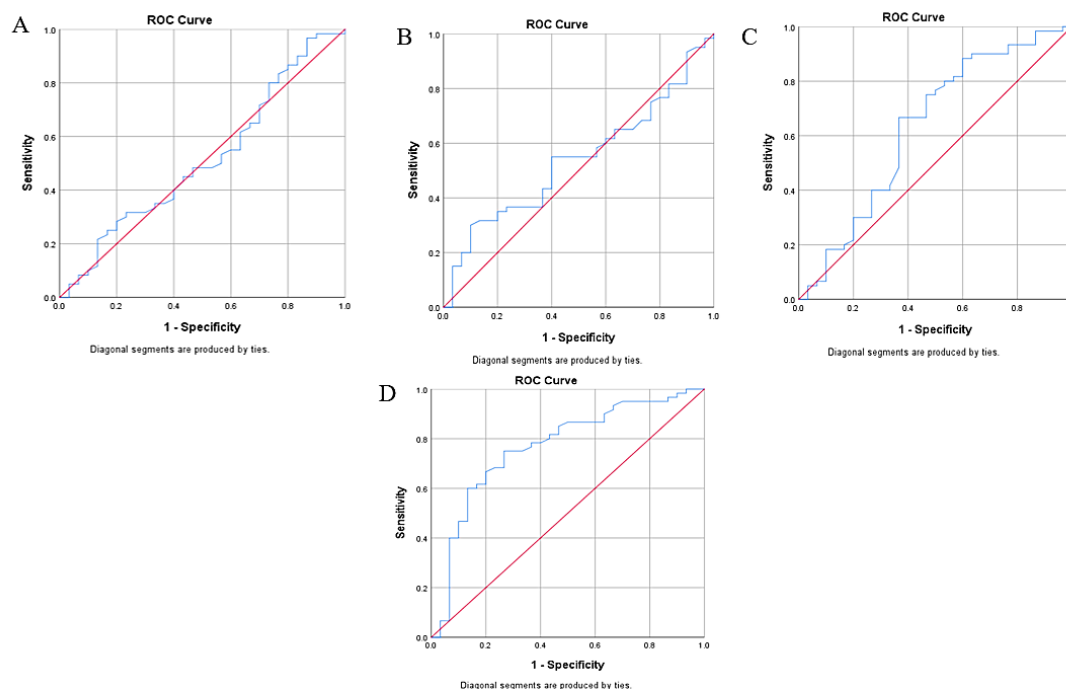 A
ROC Curve
Sensitivity
1.0
0.8
0.6
0.4
0.2
0.0
0.0 0.2 0.4 0.6 0.8 1.0
1 - Specificity
Diagonal segments are produced by ties.
B
ROC Curve
Sensitivity
1.0
0.8
0.6
0.4
0.2
0.0
0.0 0.2 0.4 0.6 0.8 1.0
1 - Specificity
Diagonal segments are produced by ties.
C
ROC Curve
Sensitivity
1.0
0.8
0.6
0.4
0.2
0.0
0.0 0.2 0.4 0.6 0.8
1 - Specificity
Diagonal segments are produced by ties.
D
ROC Curve
Sensitivity
1.0
0.8
0.6
0.4
0.2
0.0
0.0 0.2 0.4 0.6 0.8 1.0
1 - Specificity
Diagonal segments are produced by ties.